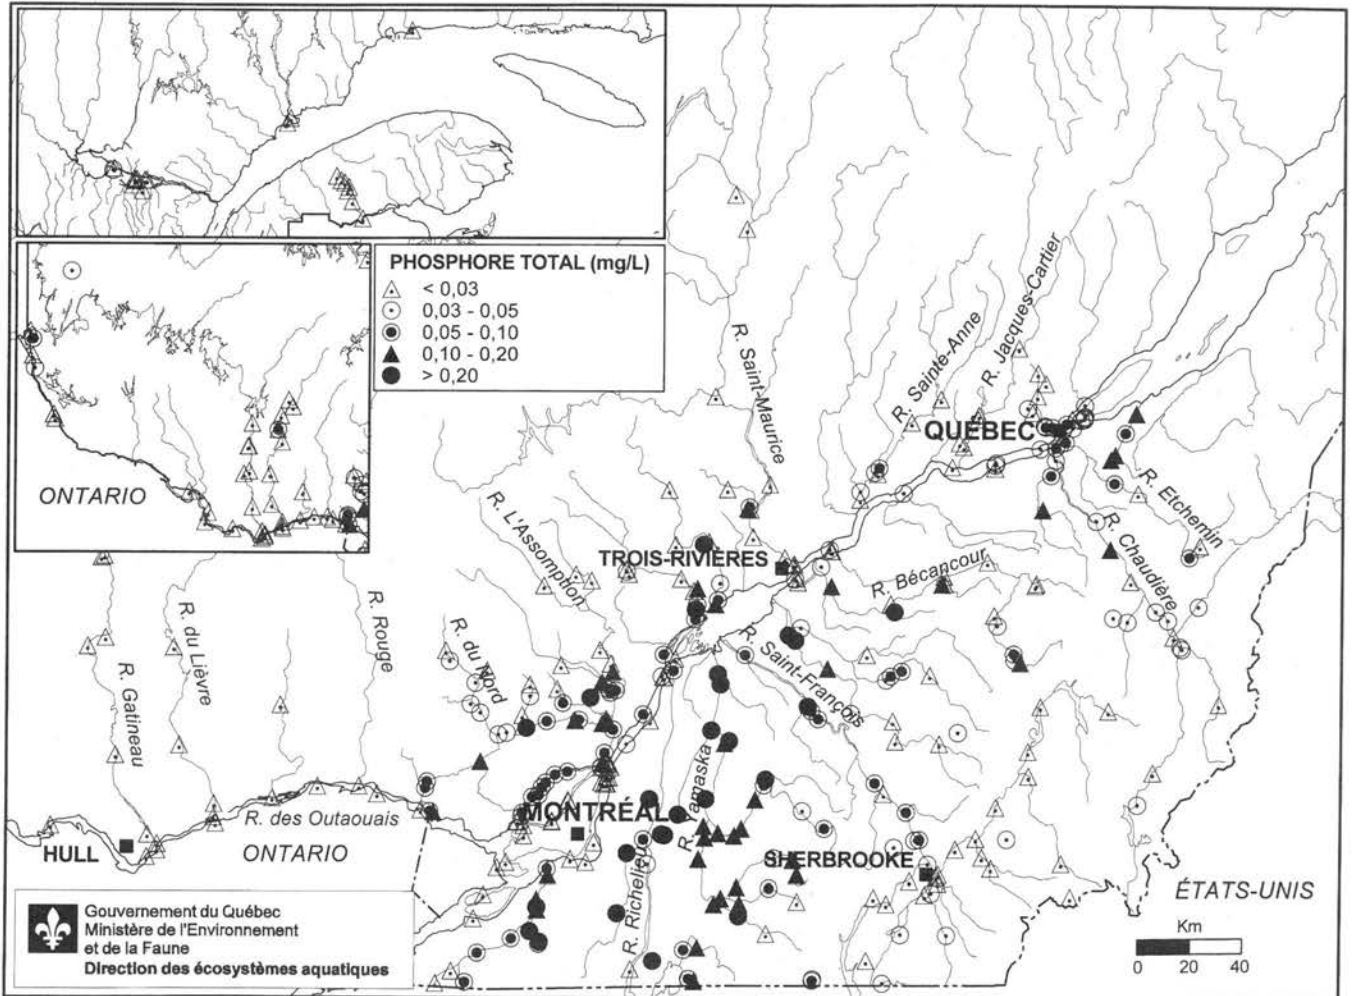 PHOSPHORE TOTAL (mg/L)
< 0,03
0,03 - 0,05
0,05 - 0,10
0,10 - 0,20
> 0,20
ONTARIO
R. Saint-Maurice
R. Sainte-Anne
R. Jacques-Cartier
QUÉBEC
R. Etchemin
R. Chaudière
R. L'Assomption
TROIS-RIVIÈRES
R. Bécancour
R. Gatineau
R. du Lièvre
R. Rouge
R. du Nord
R. Saint-François
R. Yamaska
R. des Outaouais
MONTRÉAL
HULL
ONTARIO
R. Richelieu
SHERBROOKE
ÉTATS-UNIS
Gouvernement du Québec
Ministère de l'Environnement
et de la Faune
Direction des écosystèmes aquatiques
Km
0 20 40